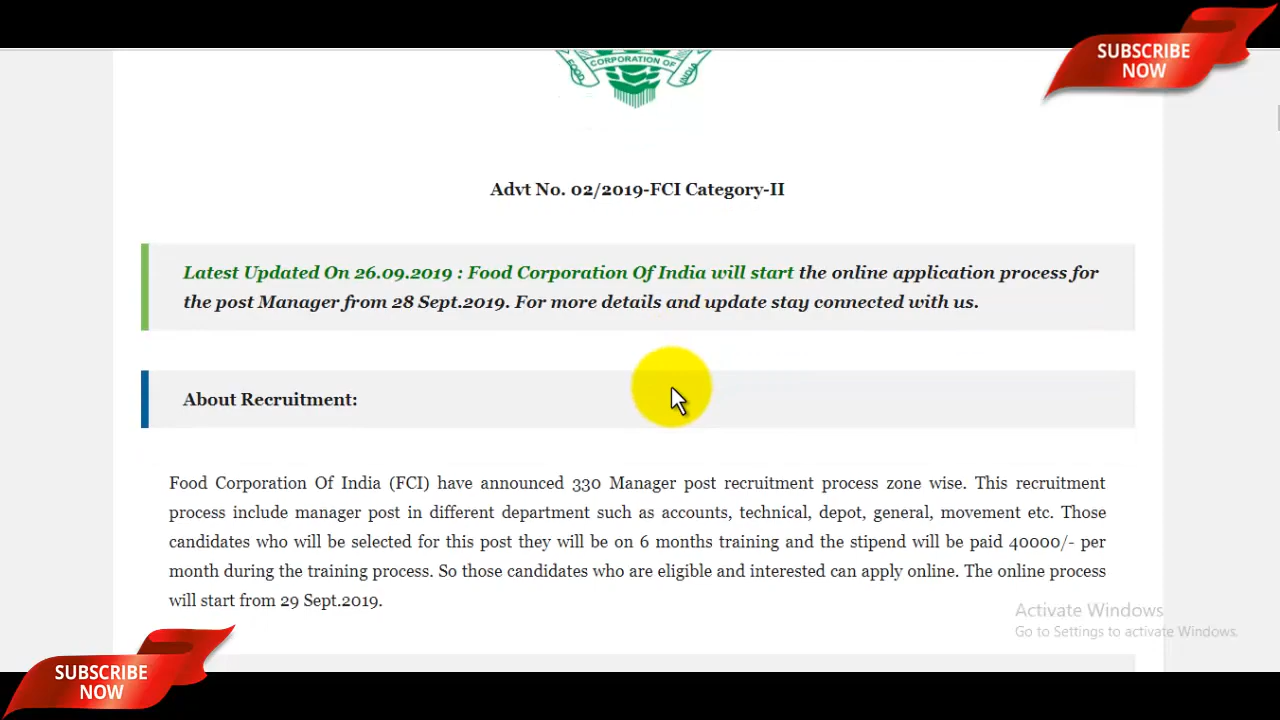 SUBSCRIBE
NOW
FOOD CORPORATION OF INDIA
Advt No. 02/2019-FCI Category-II
Latest Updated On 26.09.2019 : Food Corporation Of India will start the online application process for
the post Manager from 28 Sept.2019. For more details and update stay connected with us.
About Recruitment:
Food Corporation Of India (FCI) have announced 330 Manager post recruitment process zone wise. This recruitment
process include manager post in different department such as accounts, technical, depot, general, movement etc. Those
candidates who will be selected for this post they will be on 6 months training and the stipend will be paid 40000/- per
month during the training process. So those candidates who are eligible and interested can apply online. The online process
will start from 29 Sept.2019.
Activate Windows
Go to Settings to activate Windows.
SUBSCRIBE
NOW